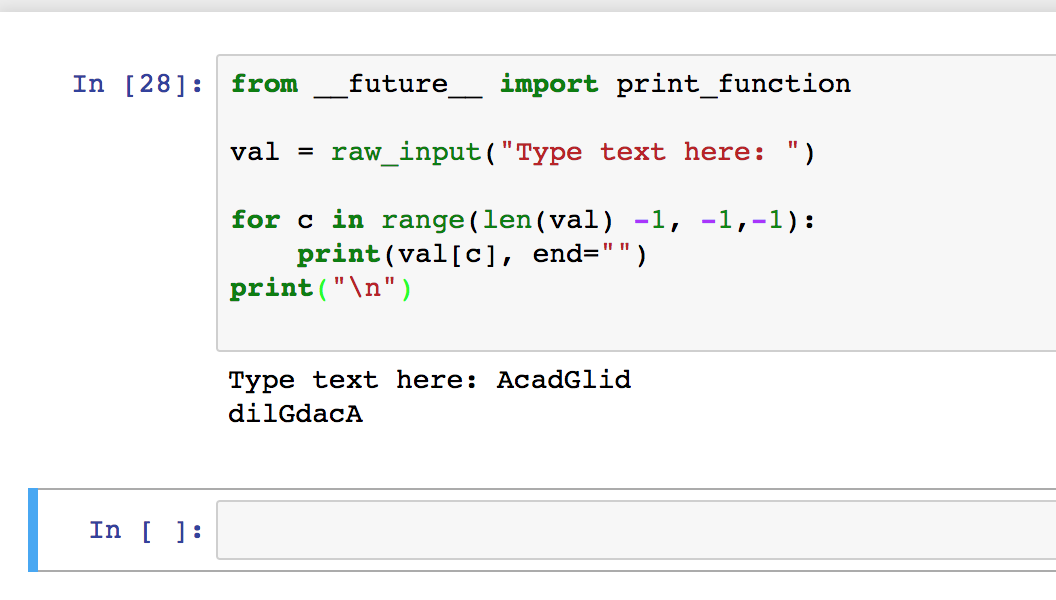 In [28]: from __future__ import print_function
val = raw_input("Type text here: ")
for c in range(len(val) -1, -1,-1):
    print(val[c], end="")
print("\n")
Type text here: AcadGlid
dilGdacA
In [ ]: